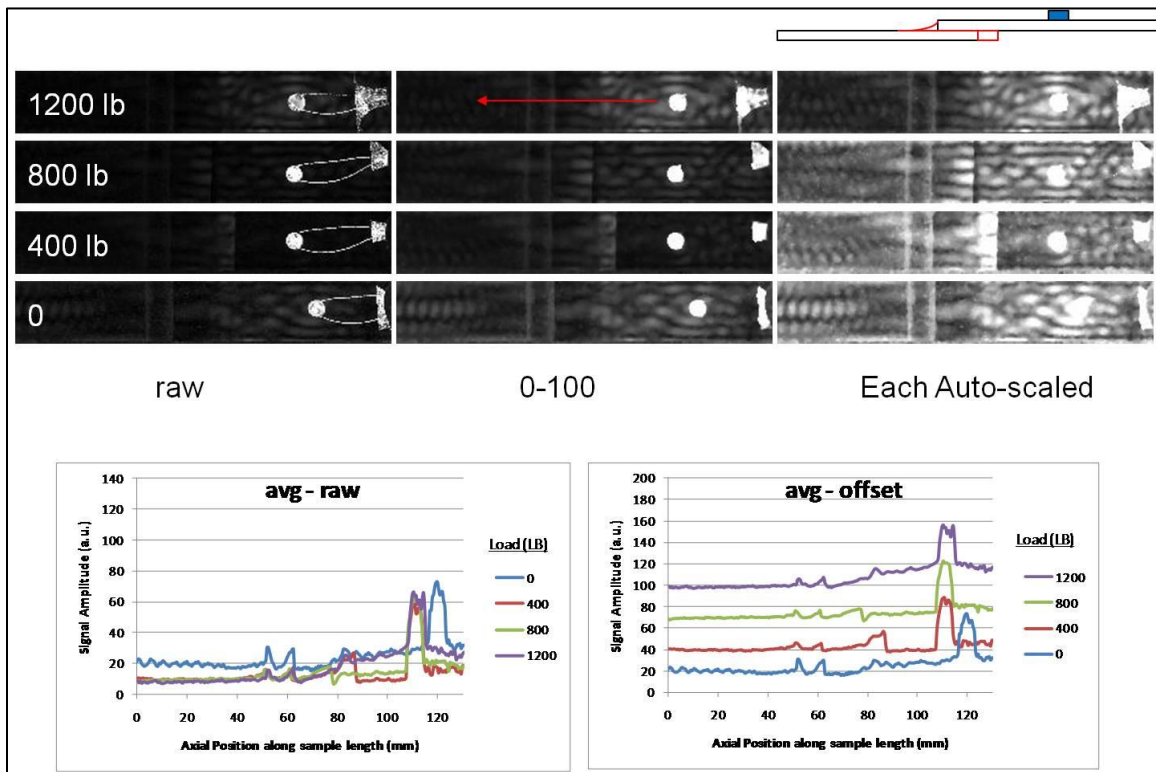 1200 lb
800 lb
400 lb
0
raw
0-100
Each Auto-scaled
avg - raw
Signal Amplitude (a.u.)
140
120
100
80
60
40
20
0
0 20 40 60 80 100 120
Axial Position along sample length (mm)
Load (LB)
0
400
800
1200
avg - offset
Signal Amplitude (a.u.)
200
180
160
140
120
100
80
60
40
20
0
0 20 40 60 80 100 120
Axial Position along sample length (mm)
Load (LB)
1200
800
400
0